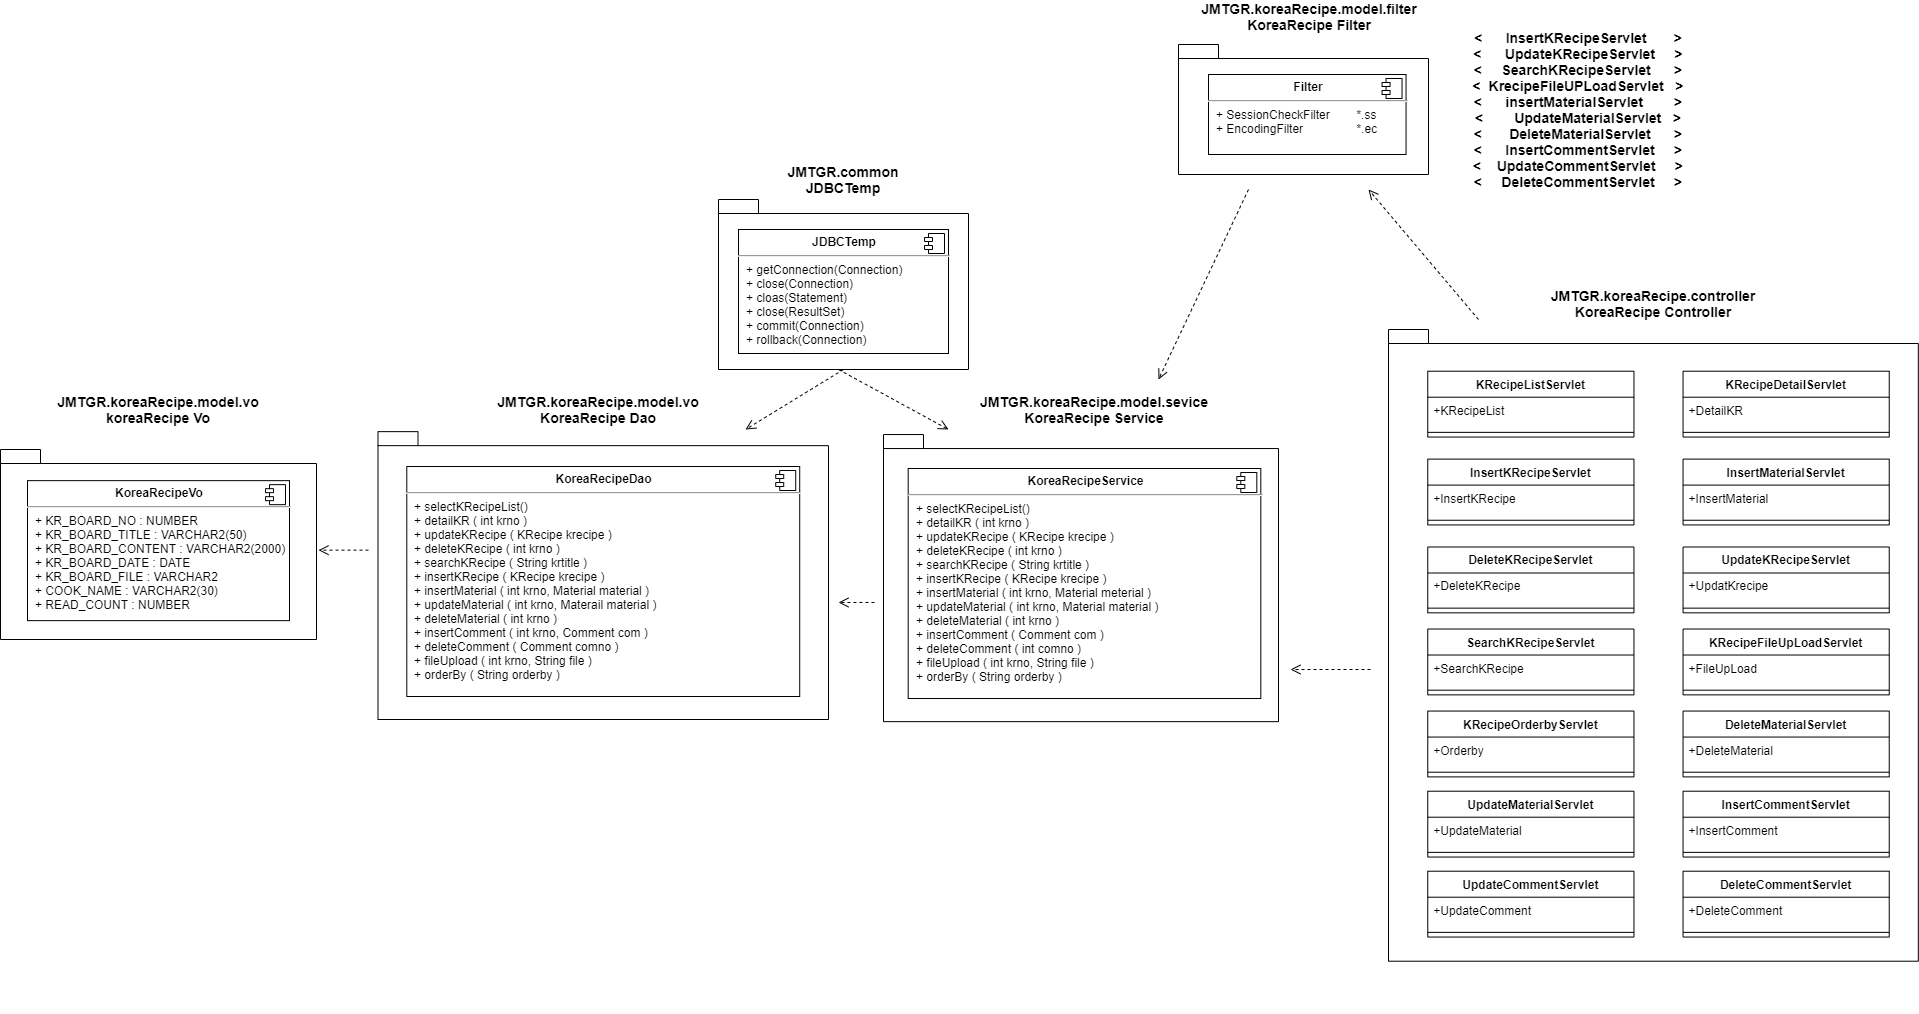 JMTGR.koreaRecipe.model.filter
KoreaRecipe Filter
< InsertKRecipeServlet >
< UpdateKRecipeServlet >
< SearchKRecipeServlet >
< KrecipeFileUPLoadServlet >
< insertMaterialServlet >
< UpdateMaterialServlet >
< DeleteMaterialServlet >
< InsertCommentServlet >
< UpdateCommentServlet >
< DeleteCommentServlet >
Filter
+ SessionCheckFilter *.ss
+ EncodingFilter *.ec
JMTGR.common
JDBCTemp
JDBCTemp
+ getConnection(Connection)
+ close(Connection)
+ cloas(Statement)
+ close(ResultSet)
+ commit(Connection)
+ rollback(Connection)
JMTGR.koreaRecipe.model.vo
koreaRecipe Vo
KoreaRecipeVo
+ KR_BOARD_NO : NUMBER
+ KR_BOARD_TITLE : VARCHAR2(50)
+ KR_BOARD_CONTENT : VARCHAR2(2000)
+ KR_BOARD_DATE : DATE
+ KR_BOARD_FILE : VARCHAR2
+ COOK_NAME : VARCHAR2(30)
+ READ_COUNT : NUMBER
JMTGR.koreaRecipe.model.vo
KoreaRecipe Dao
KoreaRecipeDao
+ selectKRecipeList()
+ detailKR ( int krno )
+ updateKRecipe ( KRecipe krecipe )
+ deleteKRecipe ( int krno )
+ searchKRecipe ( String krtitle )
+ insertKRecipe ( KRecipe krecipe )
+ insertMaterial ( int krno, Material material )
+ updateMaterial ( int krno, Materail material )
+ deleteMaterial ( int krno )
+ insertComment ( int krno, Comment com )
+ deleteComment ( Comment comno )
+ fileUpload ( int krno, String file )
+ orderBy ( String orderby )
JMTGR.koreaRecipe.model.sevice
KoreaRecipe Service
KoreaRecipeService
+ selectKRecipeList()
+ detailKR ( int krno )
+ updateKRecipe ( KRecipe krecipe )
+ deleteKRecipe ( int krno )
+ searchKRecipe ( String krtitle )
+ insertKRecipe ( KRecipe krecipe )
+ insertMaterial ( int krno, Material meterial )
+ updateMaterial ( int krno, Material material )
+ deleteMaterial ( int krno )
+ insertComment ( Comment com )
+ deleteComment ( int comno )
+ fileUpload ( int krno, String file )
+ orderBy ( String orderby )
JMTGR.koreaRecipe.controller
KoreaRecipe Controller
KRecipeListServlet
+KRecipeList
KRecipeDetailServlet
+DetailKR
InsertKRecipeServlet
+InsertKRecipe
InsertMaterialServlet
+InsertMaterial
DeleteKRecipeServlet
+DeleteKRecipe
UpdateKRecipeServlet
+UpdatKrecipe
SearchKRecipeServlet
+SearchKRecipe
KRecipeFileUpLoadServlet
+FileUpLoad
KRecipeOrderbyServlet
+Orderby
DeleteMaterialServlet
+DeleteMaterial
UpdateMaterialServlet
+UpdateMaterial
InsertCommentServlet
+InsertComment
UpdateCommentServlet
+UpdateComment
DeleteCommentServlet
+DeleteComment